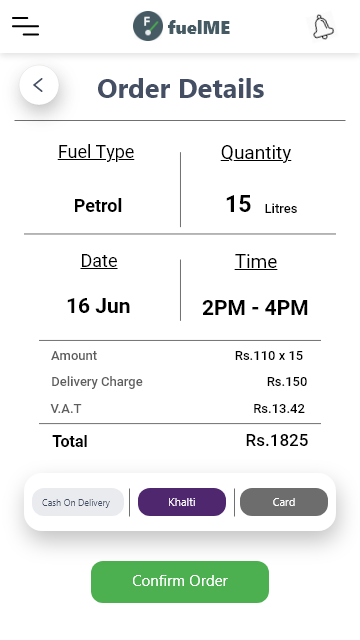 fuelME
Order Details
Fuel Type
Quantity
Petrol
15 Litres
Date
Time
16 Jun
2PM - 4PM
Amount Rs.110 x 15
Delivery Charge Rs.150
V.A.T Rs.13.42
Total Rs.1825
Cash On Delivery Khalti Card
Confirm Order